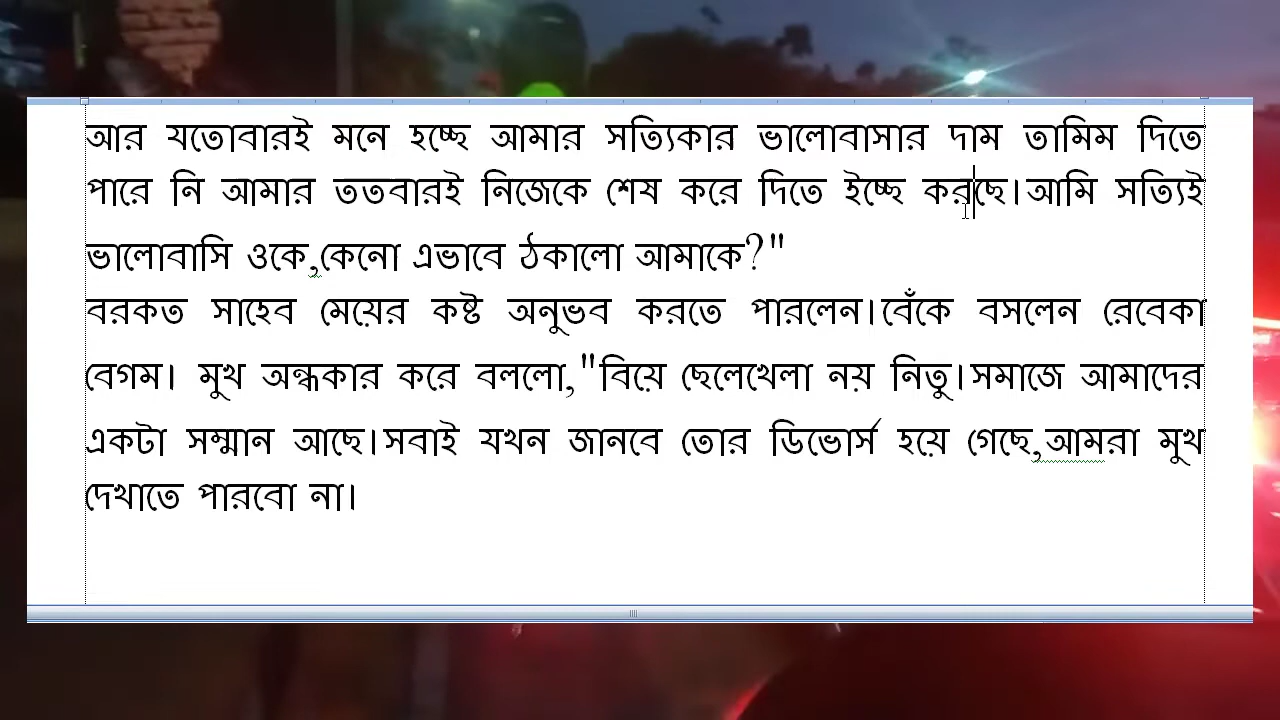 আর যতোবারই মনে হচ্ছে আমার সত্যিকার ভালোবাসার দাম তামিম দিতে
পারে নি আমার ততবারই নিজেকে শেষ করে দিতে ইচ্ছে করছে।আমি সত্যিই
ভালোবাসি ওকে,কেনো এভাবে ঠকালো আমাকে?"
বরকত সাহেব মেয়ের কষ্ট অনুভব করতে পারলেন।বেঁকে বসলেন রেবেকা
বেগম। মুখ অন্ধকার করে বললো,"বিয়ে ছেলেখেলা নয় নিতু।সমাজে আমাদের
একটা সম্মান আছে।সবাই যখন জানবে তোর ডিভোর্স হয়ে গেছে,আমরা মুখ
দেখাতে পারবো না।